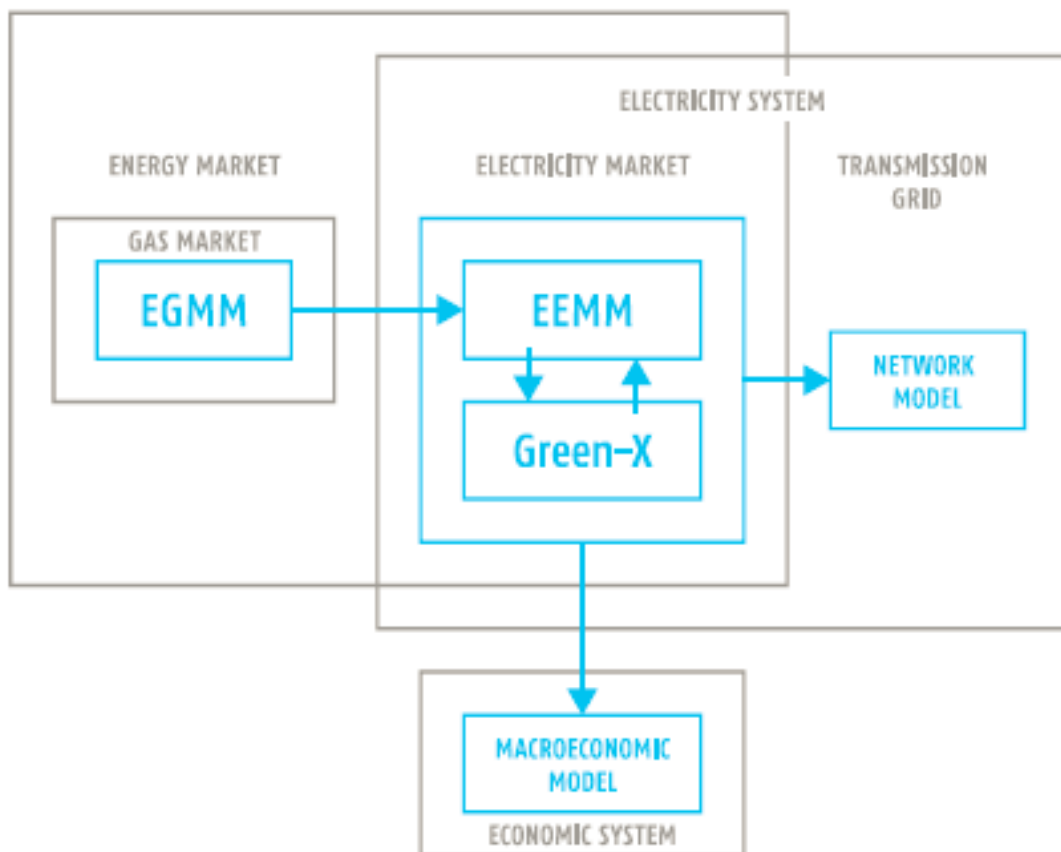 ELECTRICITY SYSTEM
ENERGY MARKET
ELECTRICITY MARKET
TRANSMISSION
GRID
GAS MARKET
EGMM
EEMM
NETWORK
MODEL
Green-X
MACROECONOMIC
MODEL
ECONOMIC SYSTEM